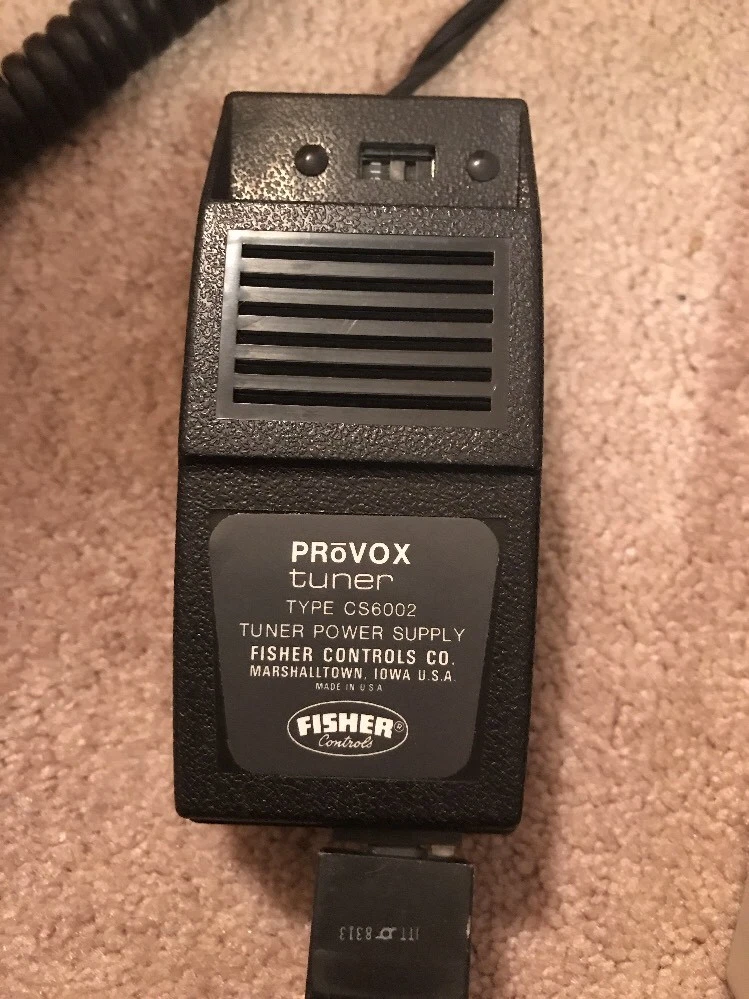 PRōVOX
tuner
TYPE CS6002
TUNER POWER SUPPLY
FISHER CONTROLS CO.
MARSHALLTOWN, IOWA U.S.A.
MADE IN U S A
FISHER®
Controls
ITT 8313